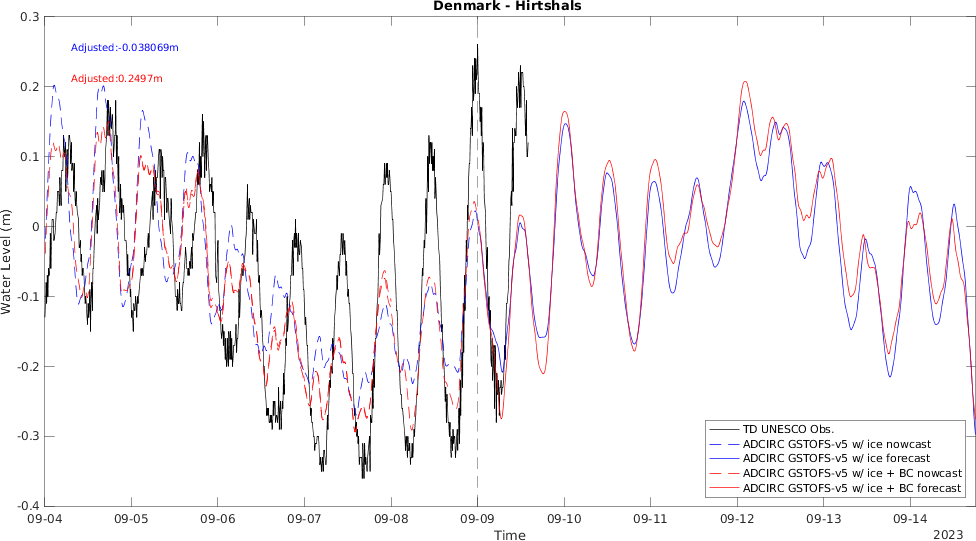 Denmark - Hirtshals
Adjusted:-0.038069m
Adjusted:0.2497m
0.3
0.2
0.1
0
-0.1
-0.2
-0.3
-0.4
Water Level (m)
TD UNESCO Obs.
ADCIRC GSTOFS-v5 w/ ice nowcast
ADCIRC GSTOFS-v5 w/ ice forecast
ADCIRC GSTOFS-v5 w/ ice + BC nowcast
ADCIRC GSTOFS-v5 w/ ice + BC forecast
09-04 09-05 09-06 09-07 09-08 09-09 09-10 09-11 09-12 09-13 09-14
Time
2023